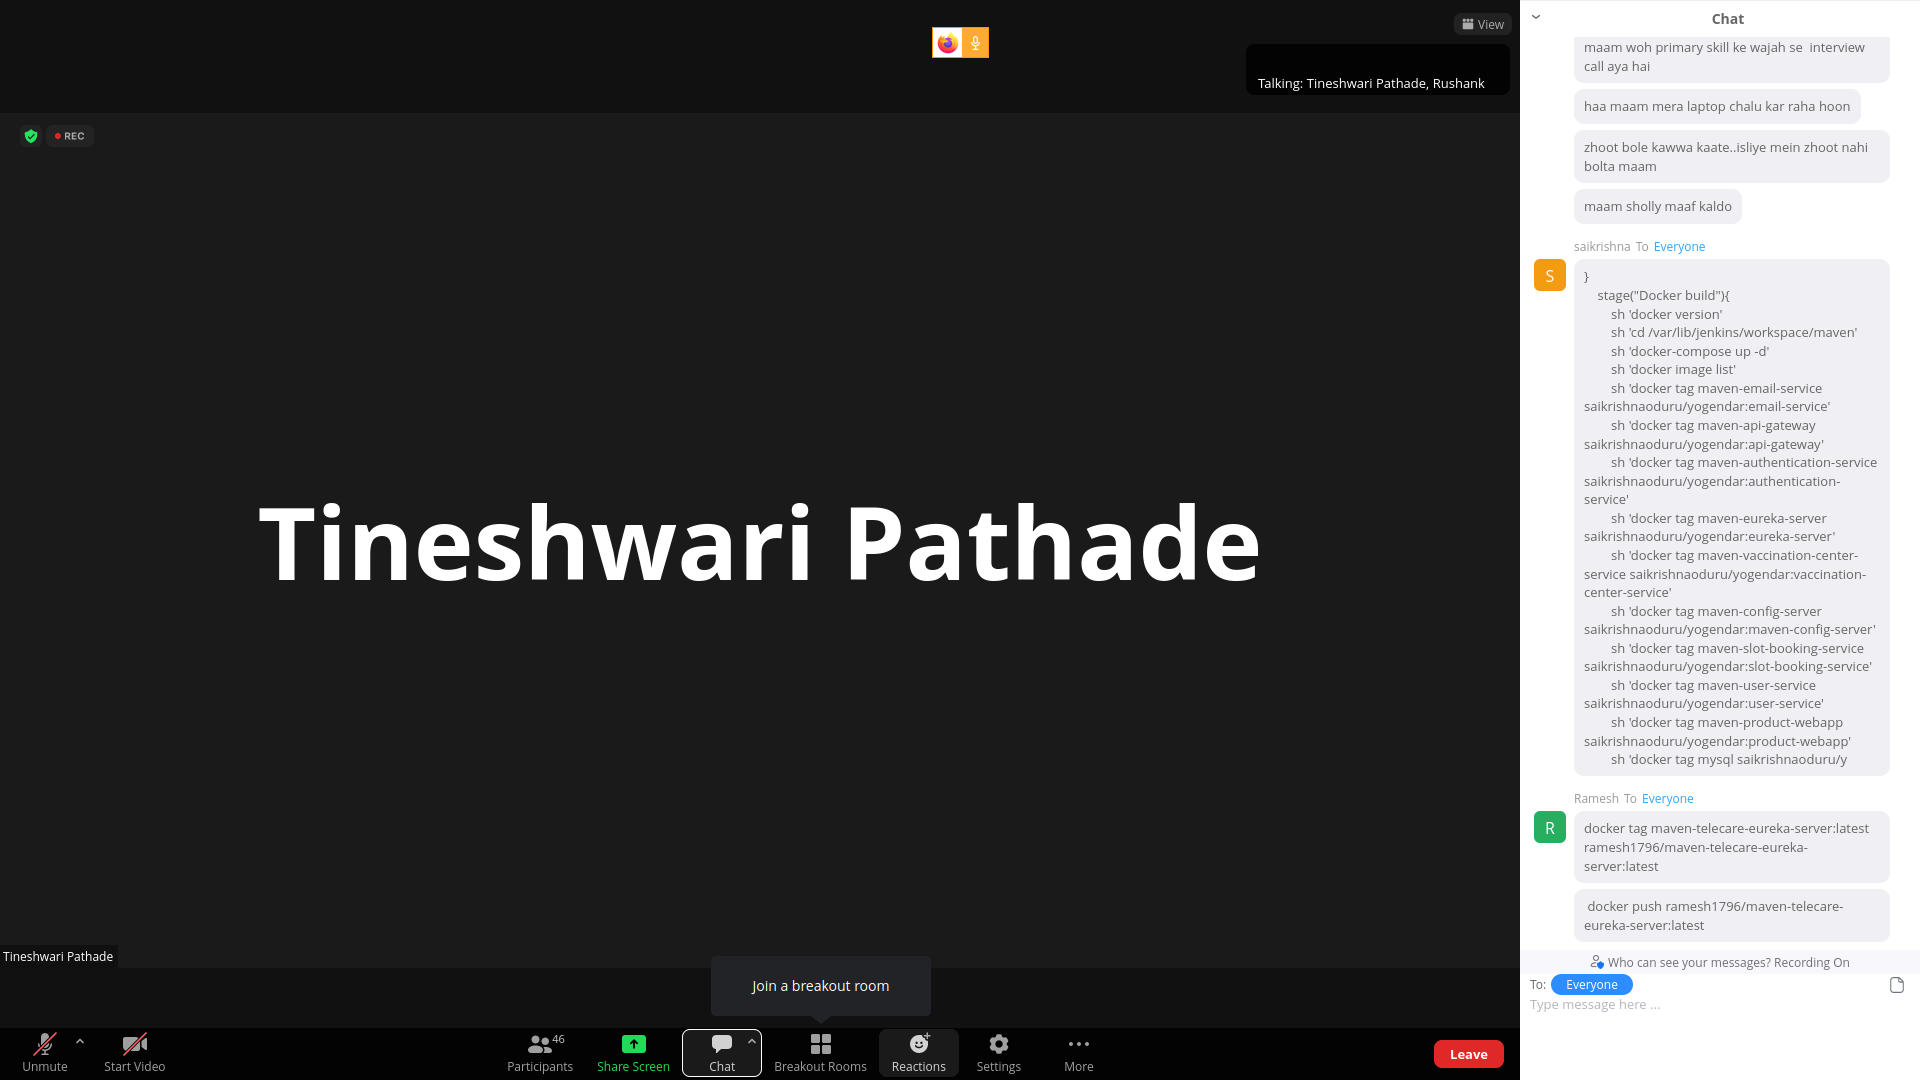 View
Talking: Tineshwari Pathade, Rushank
REC
Tineshwari Pathade
Tineshwari Pathade
Join a breakout room
Unmute
Start Video
46
Participants
Share Screen
Chat
Breakout Rooms
Reactions
Settings
More
Leave
Chat
maam woh primary skill ke wajah se  interview
call aya hai
haa maam mera laptop chalu kar raha hoon
zhoot bole kawwa kaate..isliye mein zhoot nahi
bolta maam
maam sholly maaf kaldo
saikrishna To Everyone
S
}
stage("Docker build"){
sh 'docker version'
sh 'cd /var/lib/jenkins/workspace/maven'
sh 'docker-compose up -d'
sh 'docker image list'
sh 'docker tag maven-email-service
saikrishnaoduru/yogendar:email-service'
sh 'docker tag maven-api-gateway
saikrishnaoduru/yogendar:api-gateway'
sh 'docker tag maven-authentication-service
saikrishnaoduru/yogendar:authentication-
service'
sh 'docker tag maven-eureka-server
saikrishnaoduru/yogendar:eureka-server'
sh 'docker tag maven-vaccination-center-
service saikrishnaoduru/yogendar:vaccination-
center-service'
sh 'docker tag maven-config-server
saikrishnaoduru/yogendar:maven-config-server'
sh 'docker tag maven-slot-booking-service
saikrishnaoduru/yogendar:slot-booking-service'
sh 'docker tag maven-user-service
saikrishnaoduru/yogendar:user-service'
sh 'docker tag maven-product-webapp
saikrishnaoduru/yogendar:product-webapp'
sh 'docker tag mysql saikrishnaoduru/y
Ramesh To Everyone
R
docker tag maven-telecare-eureka-server:latest
ramesh1796/maven-telecare-eureka-
server:latest
docker push ramesh1796/maven-telecare-
eureka-server:latest
Who can see your messages? Recording On
To: Everyone
Type message here ...